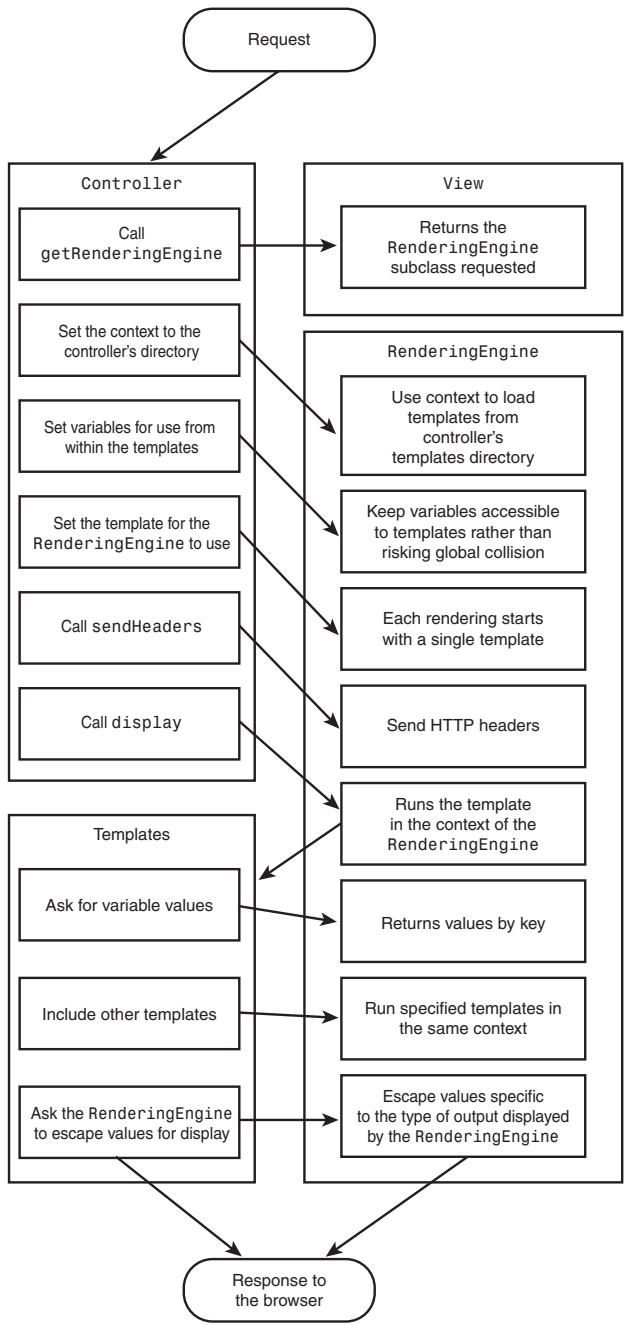 Request
Controller
Call
getRenderingEngine
Set the context to the
controller's directory
Set variables for use from
within the templates
Set the template for the
RenderingEngine to use
Call sendHeaders
Call display
View
Returns the
RenderingEngine
subclass requested
RenderingEngine
Use context to load
templates from
controller's
templates directory
Keep variables accessible
to templates rather than
risking global collision
Each rendering starts
with a single template
Send HTTP headers
Runs the template
in the context of the
RenderingEngine
Returns values by key
Run specified templates in
the same context
Escape values specific
to the type of output displayed
by the RenderingEngine
Templates
Ask for variable values
Include other templates
Ask the RenderingEngine
to escape values for display
Response to
the browser